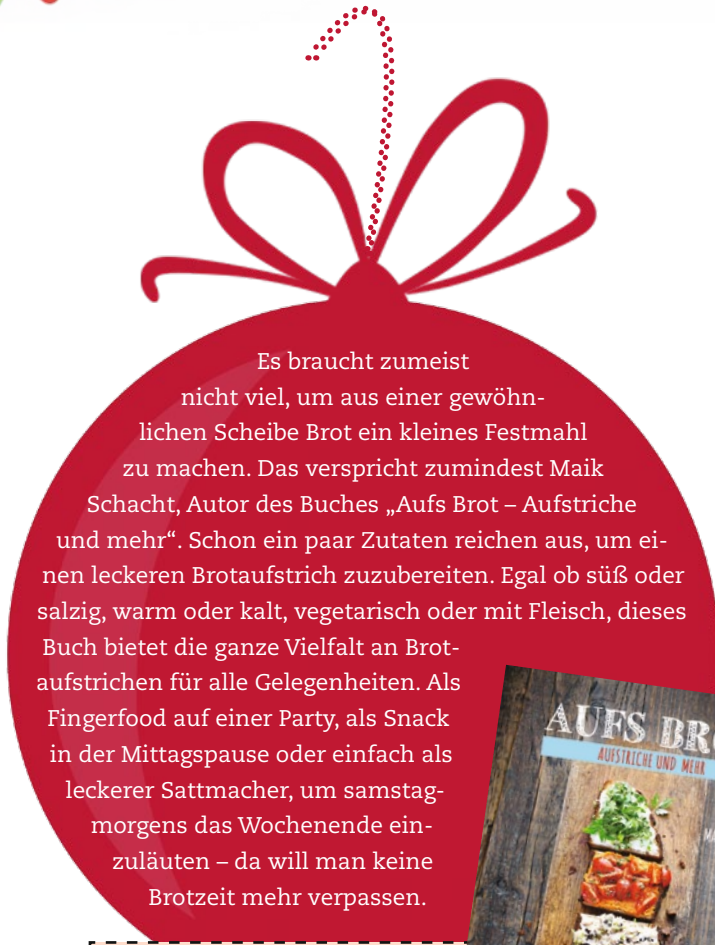 Es braucht zumeist
nicht viel, um aus einer gewöhn-
lichen Scheibe Brot ein kleines Festmahl
zu machen. Das verspricht zumindest Maik
Schacht, Autor des Buches „Aufs Brot – Aufstriche
und mehr“. Schon ein paar Zutaten reichen aus, um ei-
nen leckeren Brotaufstrich zuzubereiten. Egal ob süß oder
salzig, warm oder kalt, vegetarisch oder mit Fleisch, dieses
Buch bietet die ganze Vielfalt an Brot-
aufstrichen für alle Gelegenheiten. Als
Fingerfood auf einer Party, als Snack
in der Mittagspause oder einfach als
leckerer Sattmacher, um samstag-
morgens das Wochenende ein-
zuläuten – da will man keine
Brotzeit mehr verpassen.
AUFS BRO
AUFSTRICHE UND MEHR